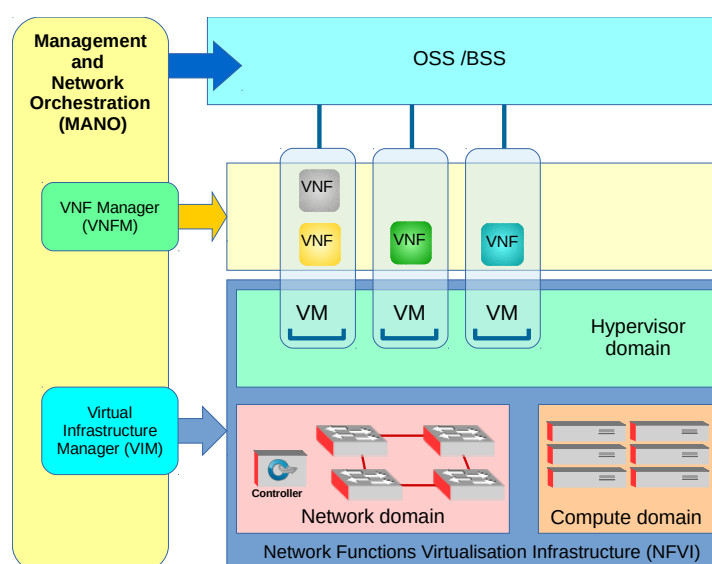 Management
and
Network
Orchestration
(MANO)
OSS /BSS
VNF
VNF Manager
(VNFM)
VNF
VNF
VNF
VM
VM
VM
Hypervisor
domain
Virtual
Infrastructure
Manager (VIM)
Controller
Network domain
Compute domain
Network Functions Virtualisation Infrastructure (NFVI)